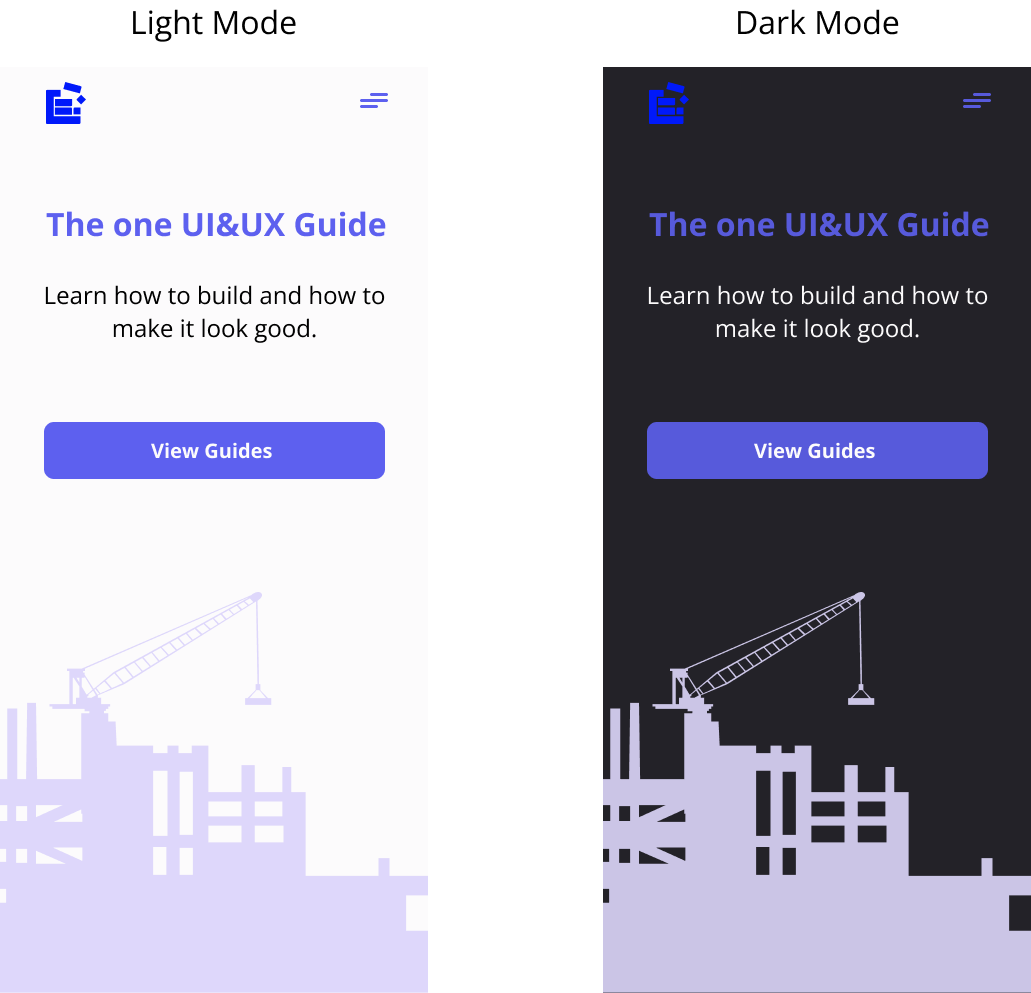 Light Mode
The one UI&UX Guide
Learn how to build and how to
make it look good.
View Guides
Dark Mode
The one UI&UX Guide
Learn how to build and how to
make it look good.
View Guides